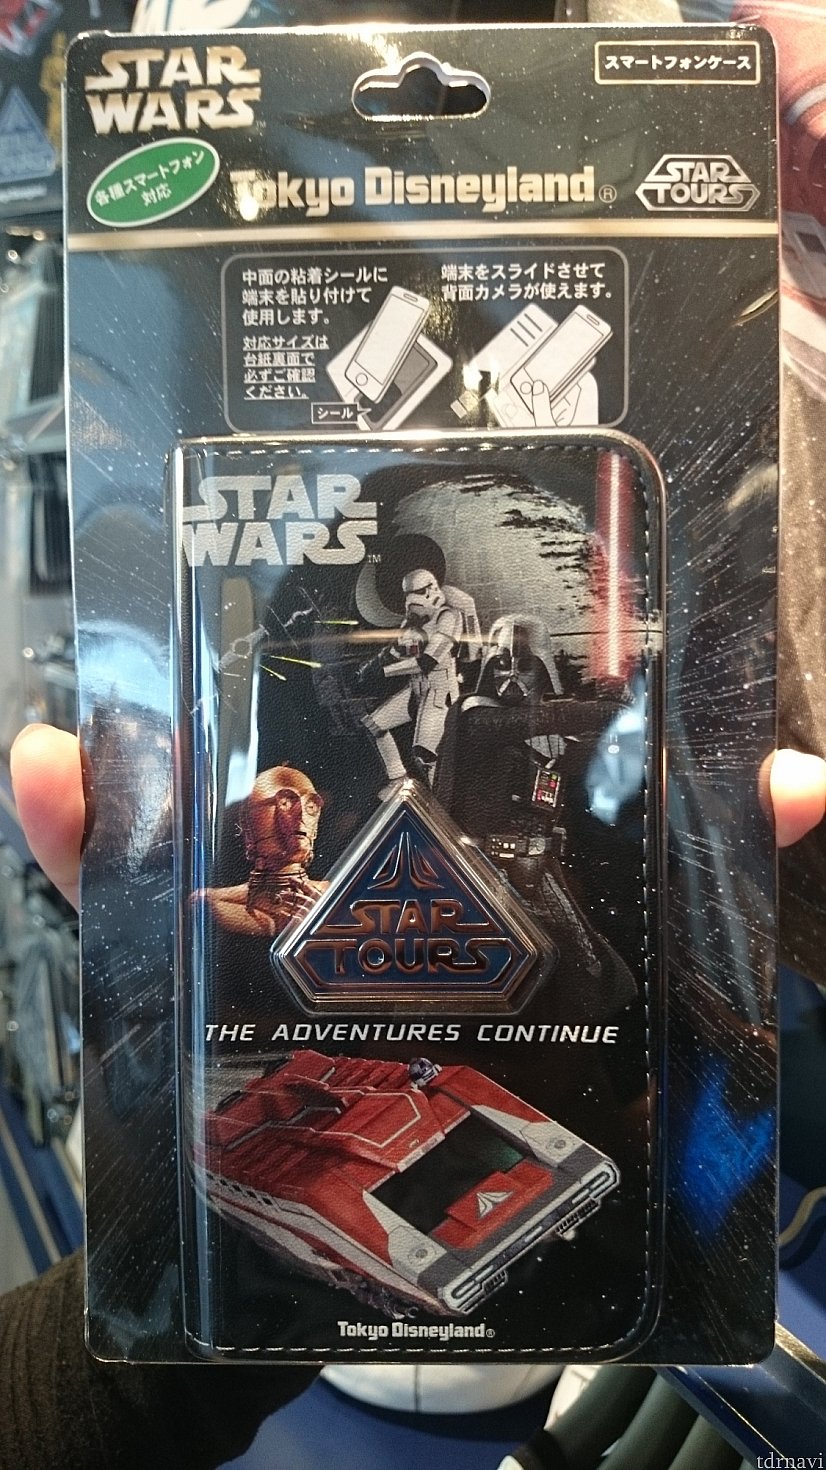 STAR
WARS
スマートフォンケース
各種スマートフォン
対応
Tokyo Disneyland®
STAR
TOURS
中面の粘着シールに
端末を貼り付けて
使用します。
対応サイズは
台紙裏面で
必ずご確認
ください。
シール
端末をスライドさせて
背面カメラが使えます。
STAR
WARS™
STAR
TOURS
THE ADVENTURES CONTINUE
Tokyo Disneyland®
tdrnavi